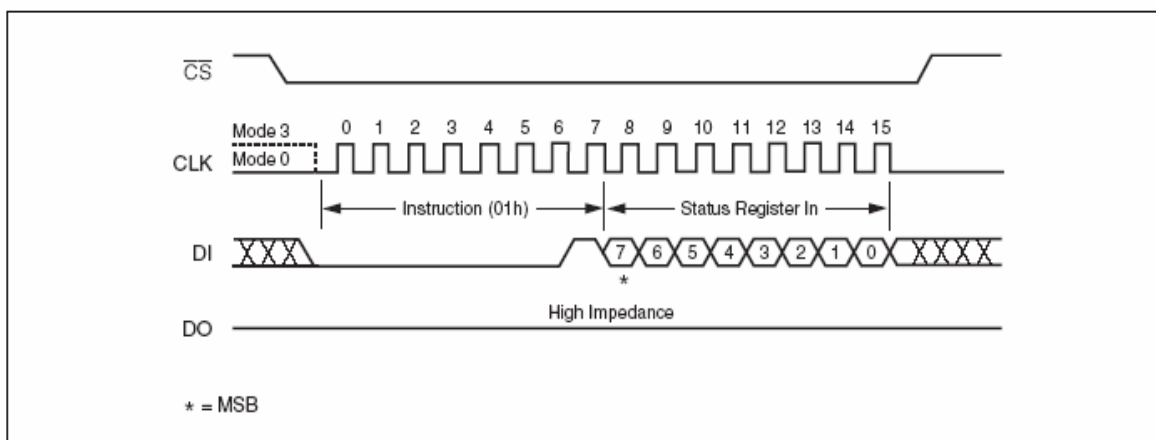 CS
Mode 3
0 1 2 3 4 5 6 7 8 9 10 11 12 13 14 15
CLK
Mode 0
Instruction (01h)
Status Register In
DI
7 6 5 4 3 2 1 0
*
High Impedance
DO
* = MSB